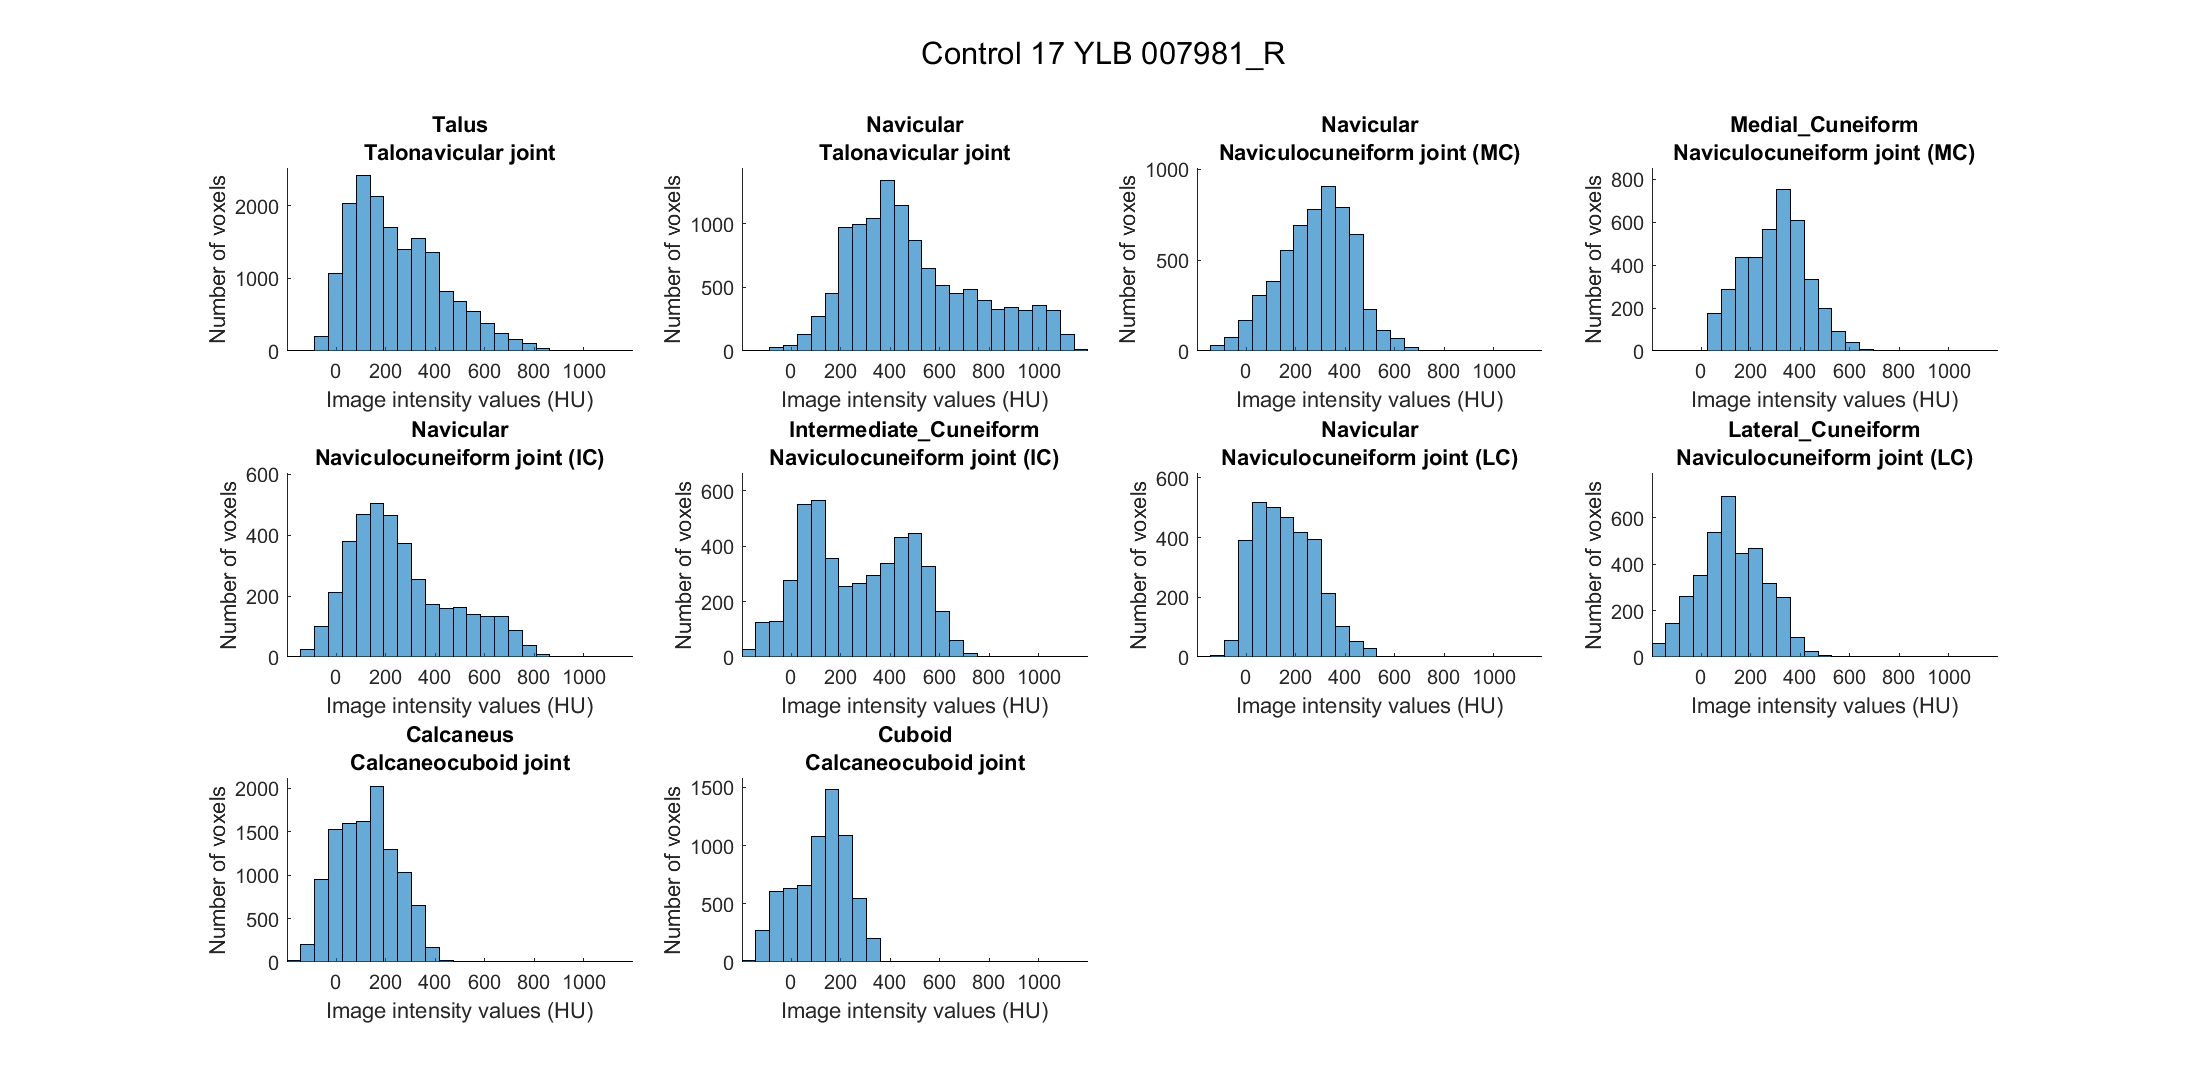 Control 17 YLB 007981_R
Talus
Talonavicular joint
Number of voxels
2000
1000
0
0 200 400 600 800 1000
Image intensity values (HU)
Navicular
Talonavicular joint
Number of voxels
1000
500
0
0 200 400 600 800 1000
Image intensity values (HU)
Navicular
Naviculocuneiform joint (MC)
Number of voxels
1000
500
0
0 200 400 600 800 1000
Image intensity values (HU)
Medial_Cuneiform
Naviculocuneiform joint (MC)
Number of voxels
800
600
400
200
0
0 200 400 600 800 1000
Image intensity values (HU)
Navicular
Naviculocuneiform joint (IC)
Number of voxels
600
400
200
0
0 200 400 600 800 1000
Image intensity values (HU)
Intermediate_Cuneiform
Naviculocuneiform joint (IC)
Number of voxels
600
400
200
0
0 200 400 600 800 1000
Image intensity values (HU)
Navicular
Naviculocuneiform joint (LC)
Number of voxels
600
400
200
0
0 200 400 600 800 1000
Image intensity values (HU)
Lateral_Cuneiform
Naviculocuneiform joint (LC)
Number of voxels
600
400
200
0
0 200 400 600 800 1000
Image intensity values (HU)
Calcaneus
Calcaneocuboid joint
Number of voxels
2000
1500
1000
500
0
0 200 400 600 800 1000
Image intensity values (HU)
Cuboid
Calcaneocuboid joint
Number of voxels
1500
1000
500
0
0 200 400 600 800 1000
Image intensity values (HU)